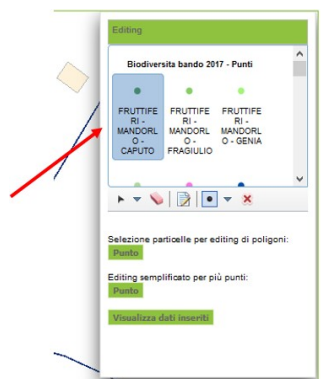 Editing
Biodiversita bando 2017 - Punti
FRUTTIFE
RI -
MANDORL
O -
CAPUTO
FRUTTIFE
RI -
MANDORL
O -
FRAGIULIO
FRUTTIFE
RI -
MANDORL
O - GENIA
Selezione particelle per editing di poligoni:
Punto
Editing semplificato per più punti:
Punto
Visualizza dati inseriti